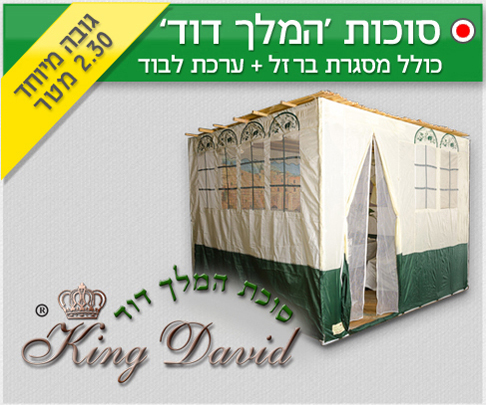 סוכות 'המלך דוד'
כולל מסגרת ברזל + ערכת לבוד
גובה מיוחד
2.30 מטר
סוכת המלך דוד
® King David